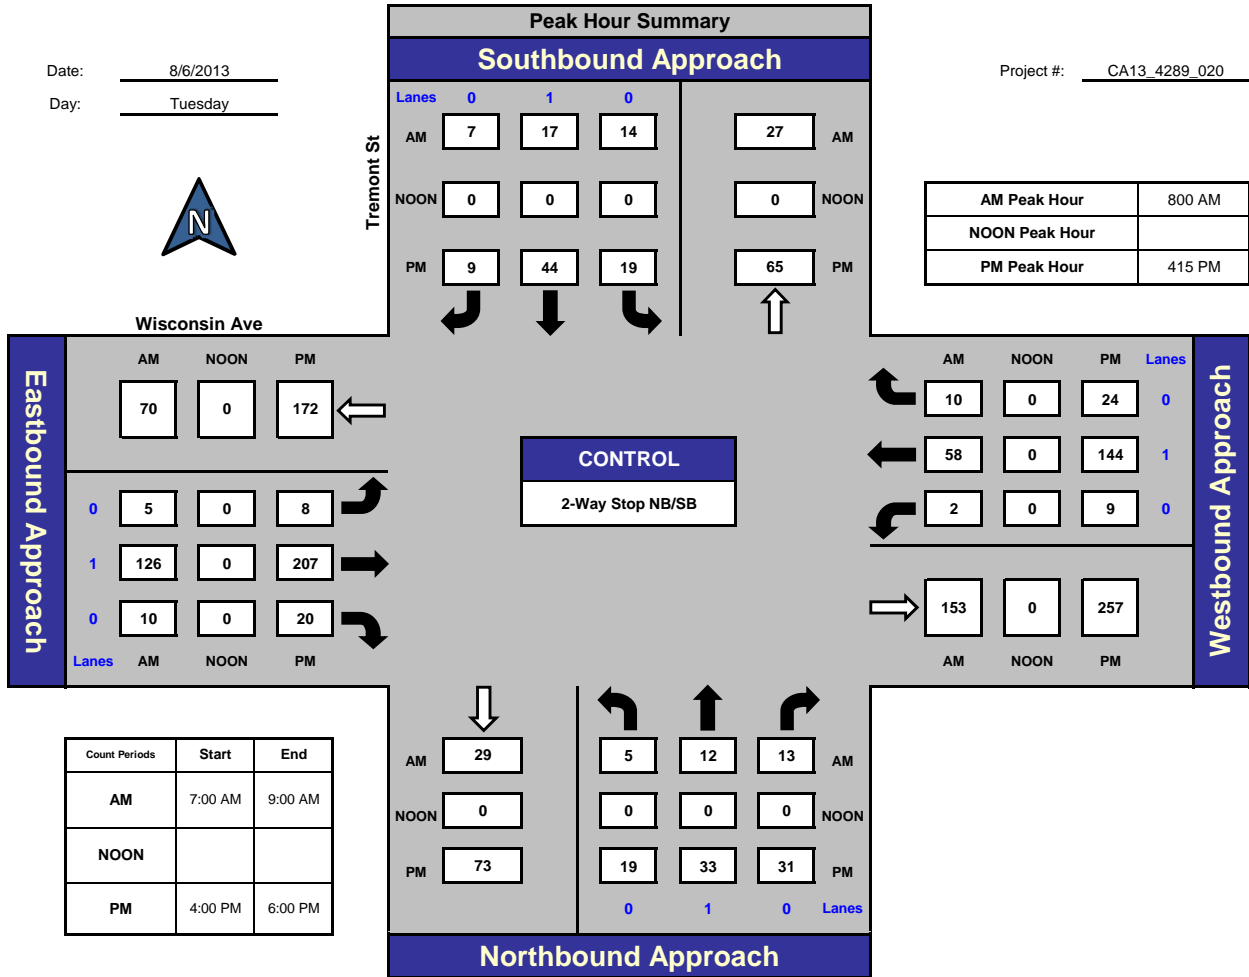 Peak Hour Summary
Southbound Approach
Date: 8/6/2013
Project #: CA13_4289_020
Day: Tuesday
Lanes 0 1 0
AM 7 17 14 27 AM
Tremont St
NOON 0 0 0 0 NOON
PM 9 44 19 65 PM
N
AM Peak Hour 800 AM
NOON Peak Hour
PM Peak Hour 415 PM
Wisconsin Ave
Eastbound Approach
AM NOON PM
70 0 172
0 5 0 8
1 126 0 207
0 10 0 20
Lanes AM NOON PM
CONTROL
2-Way Stop NB/SB
AM NOON PM Lanes
10 0 24 0
58 0 144 1
2 0 9 0
153 0 257
AM NOON PM
Westbound Approach
Count Periods Start End
AM 7:00 AM 9:00 AM
NOON
PM 4:00 PM 6:00 PM
AM 29 5 12 13 AM
NOON 0 0 0 0 NOON
PM 73 19 33 31 PM
0 1 0 Lanes
Northbound Approach